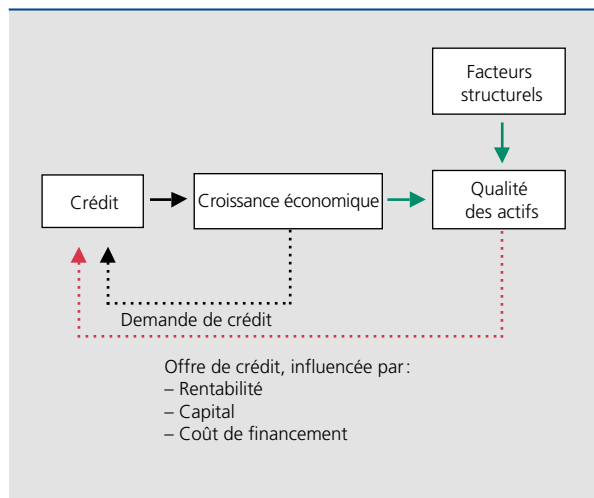 Facteurs
structurels
Crédit
Croissance économique
Qualité
des actifs
Demande de crédit
Offre de crédit, influencée par :
– Rentabilité
– Capital
– Coût de financement